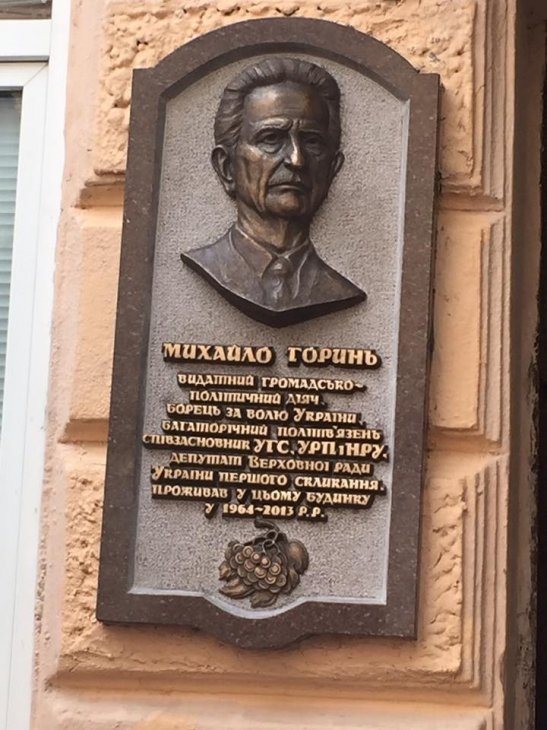 Михайло Горинь
видатний громадсько-
політичний діяч,
борець за волю України,
багаторічний політв'язень
співзасновник УГС, УРП і НРУ,
депутат Верховної ради
України першого скликання.
проживав у цьому будинку
у 1964-2013 р.р.